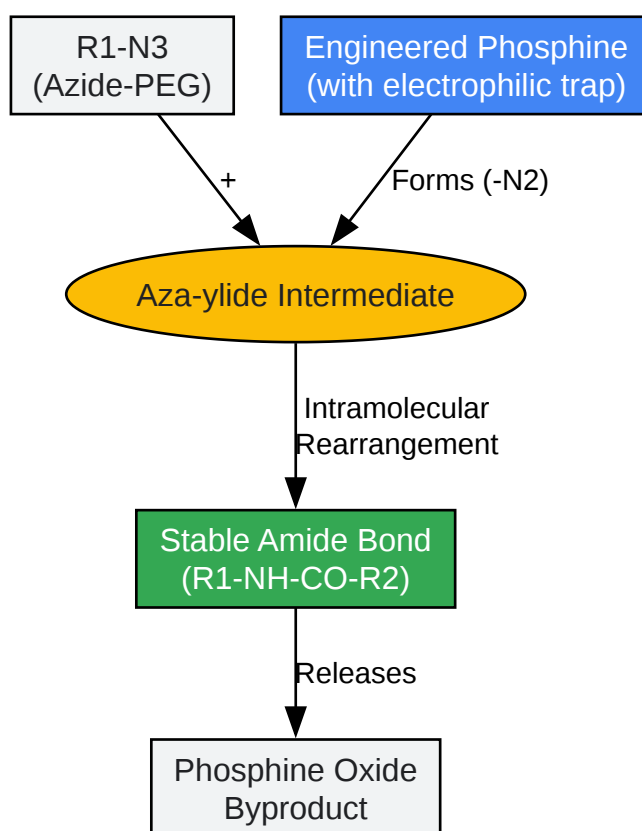 R1-N3
(Azide-PEG)
Engineered Phosphine
(with electrophilic trap)
+
Forms (-N2)
Aza-ylide Intermediate
Intramolecular
Rearrangement
Stable Amide Bond
(R1-NH-CO-R2)
Releases
Phosphine Oxide
Byproduct